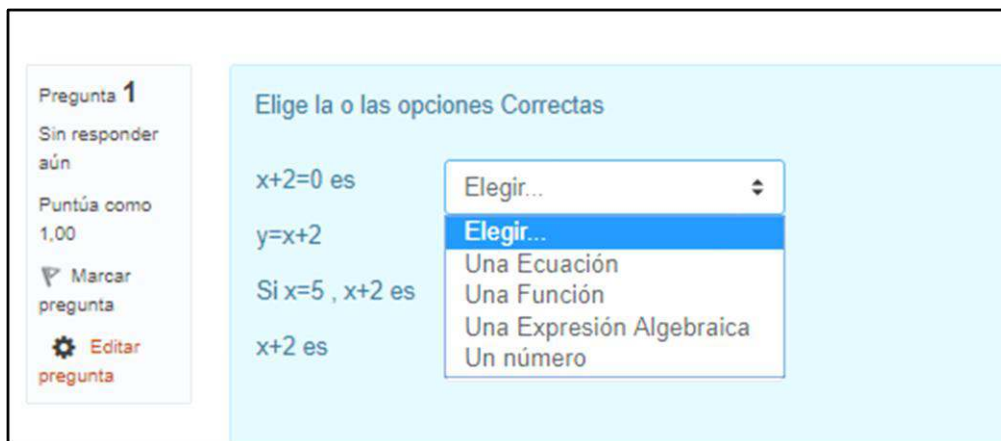 Pregunta 1
Sin responder
aún
Puntúa como
1,00
Marcar
pregunta
Editar
pregunta
Elige la o las opciones Correctas
x+2=0 es
Elegir...
y=x+2
Elegir...
Una Ecuación
Si x=5 , x+2 es
Una Función
Una Expresión Algebraica
x+2 es
Un número